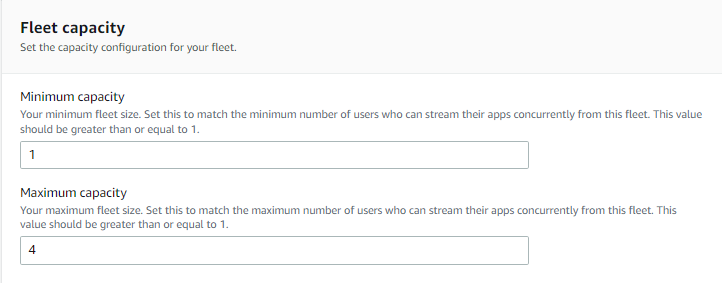 Fleet capacity
Set the capacity configuration for your fleet.
Minimum capacity
Your minimum fleet size. Set this to match the minimum number of users who can stream their apps concurrently from this fleet. This value
should be greater than or equal to 1.
1
Maximum capacity
Your maximum fleet size. Set this to match the maximum number of users who can stream their apps concurrently from this fleet. This
value should be greater than or equal to 1.
4